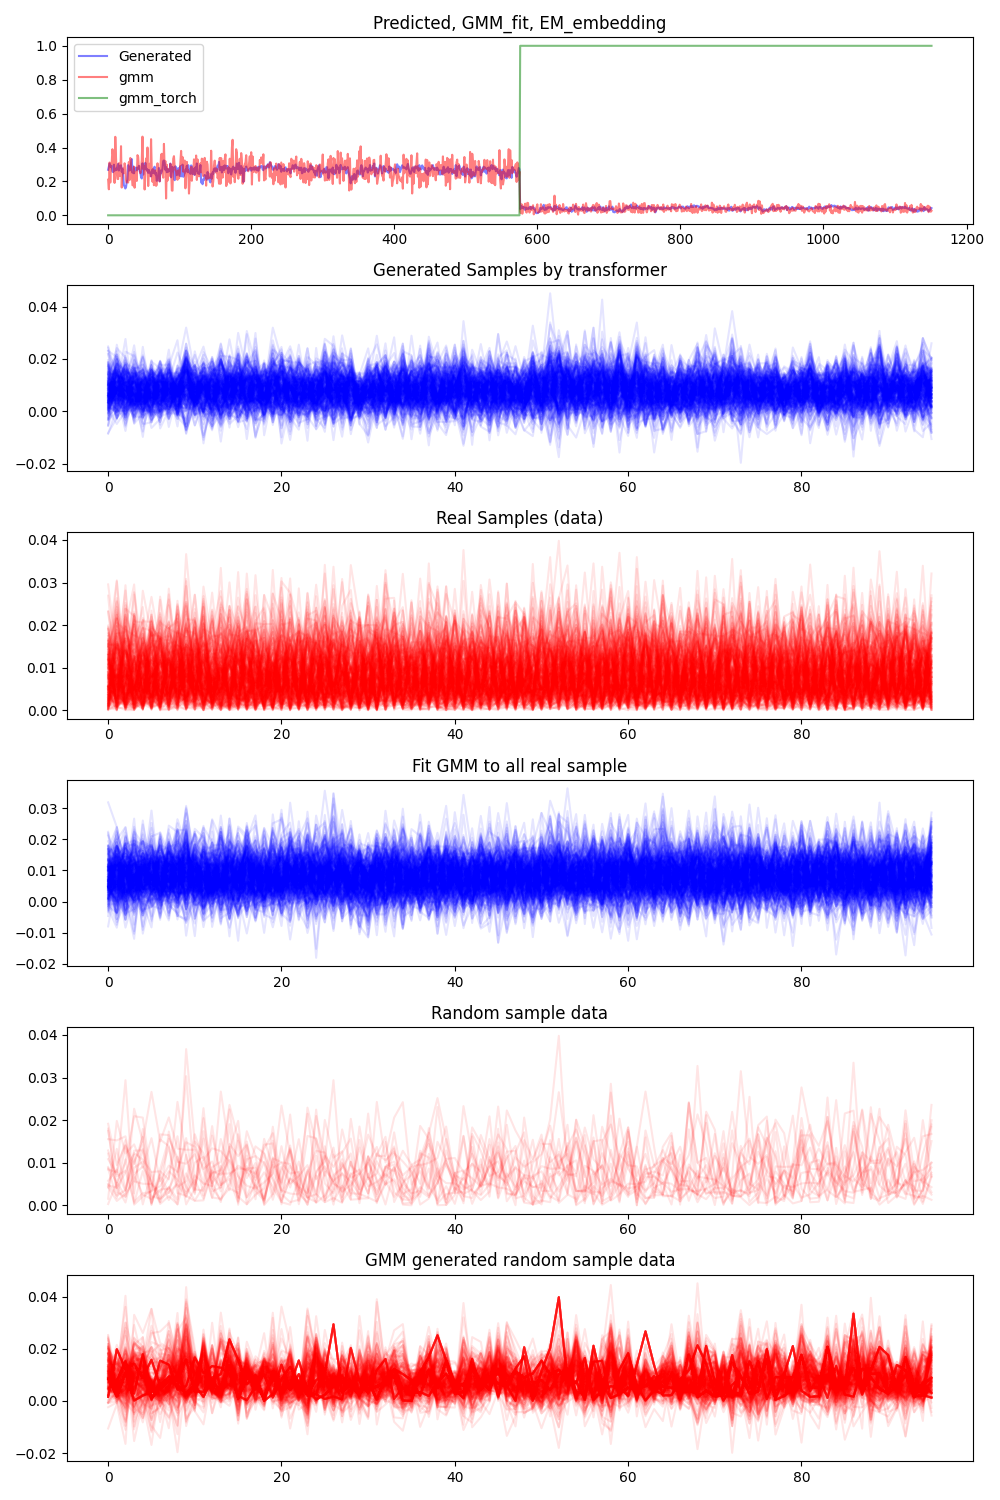 Predicted, GMM_fit, EM_embedding
1.0
0.8
0.6
0.4
0.2
0.0
Generated
gmm
gmm_torch
0 200 400 600 800 1000 1200
Generated Samples by transformer
0.04
0.02
0.00
−0.02
0 20 40 60 80
Real Samples (data)
0.04
0.03
0.02
0.01
0.00
0 20 40 60 80
Fit GMM to all real sample
0.03
0.02
0.01
0.00
−0.01
−0.02
0 20 40 60 80
Random sample data
0.04
0.03
0.02
0.01
0.00
0 20 40 60 80
GMM generated random sample data
0.04
0.02
0.00
−0.02
0 20 40 60 80